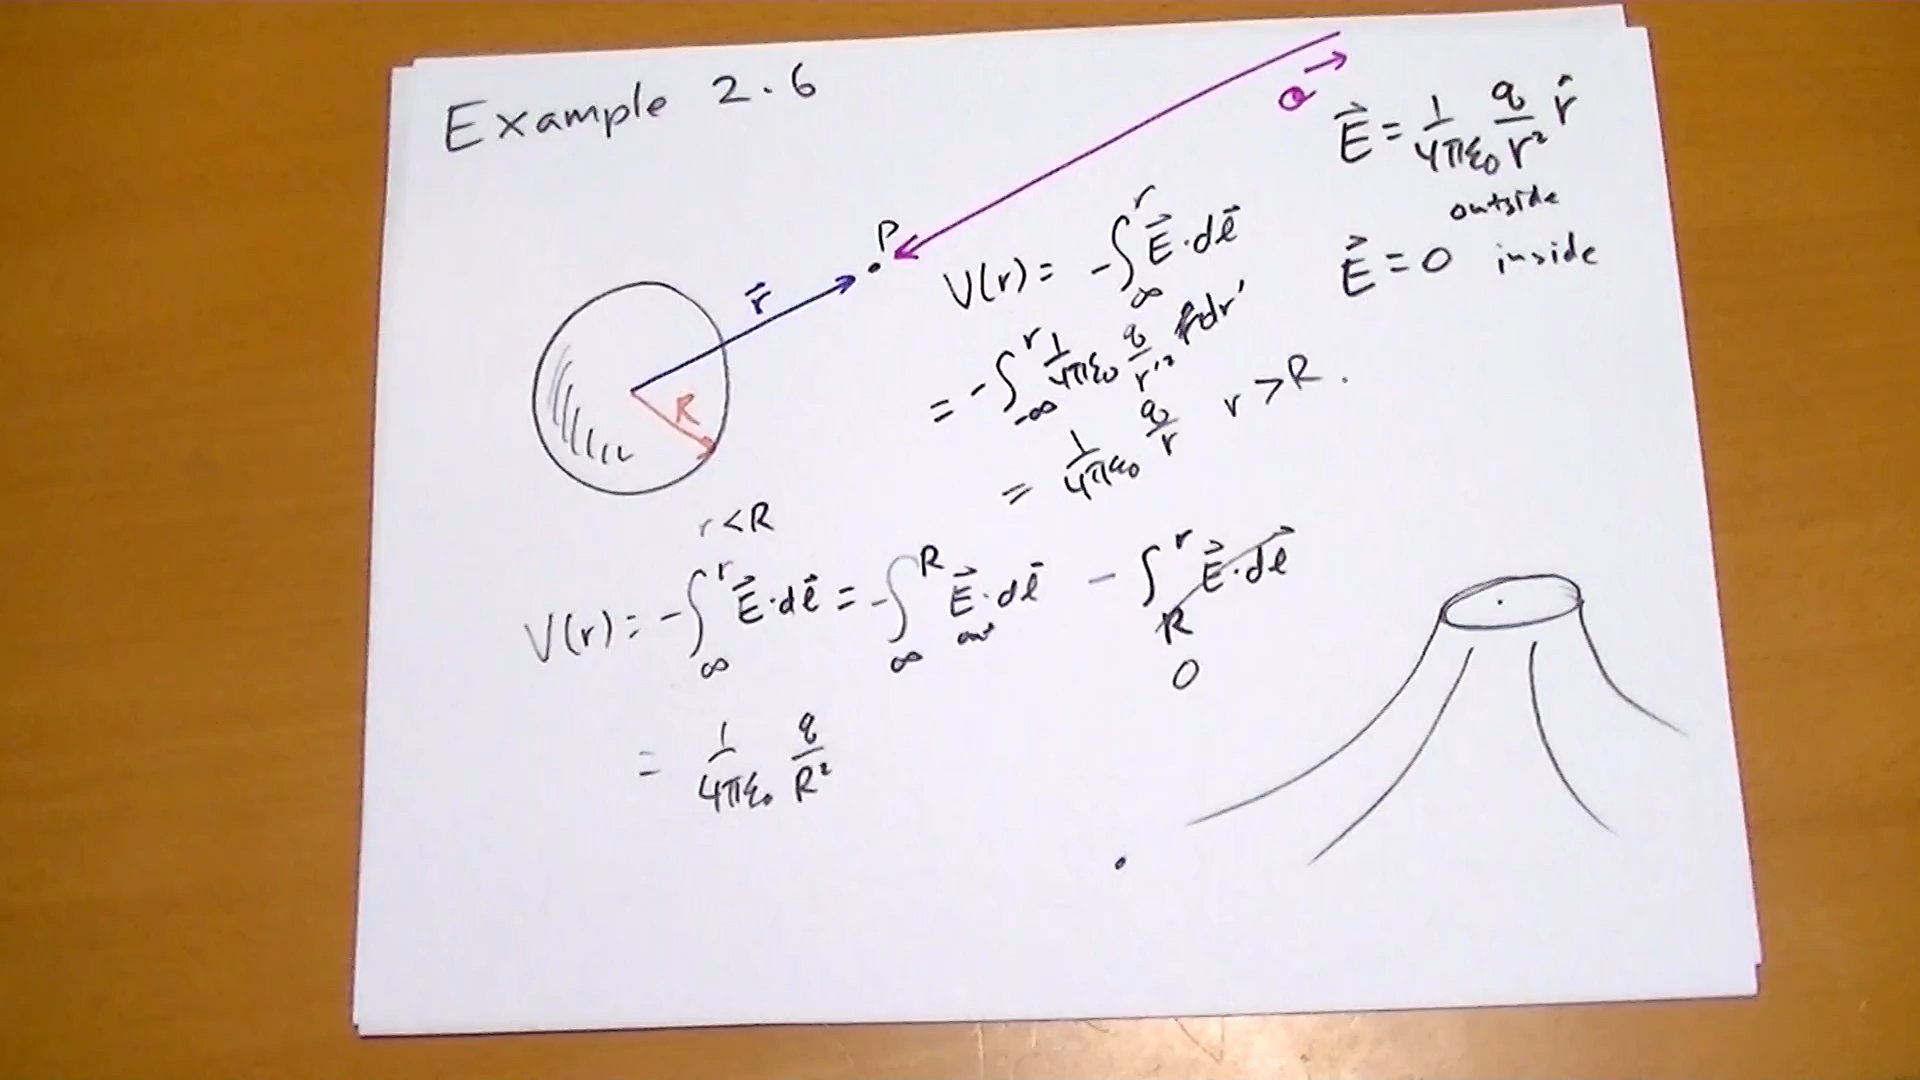 Example 2.6
∞ →
E⃗ = 1/4πε₀ q/r² r̂
outside
E⃗ = 0 inside
P
r⃗
R
V(r) = -∫_∞^r E⃗·dl⃗
= -∫_-∞^r 1/4πε₀ q/r'² dr'
= 1/4πε₀ q/r r > R.
r < R
V(r) = -∫_∞^r E⃗·dl⃗ = -∫_∞^R E⃗_out·dl⃗ - ∫_R^r E⃗·dl⃗
0
= 1/4πε₀ q/R²